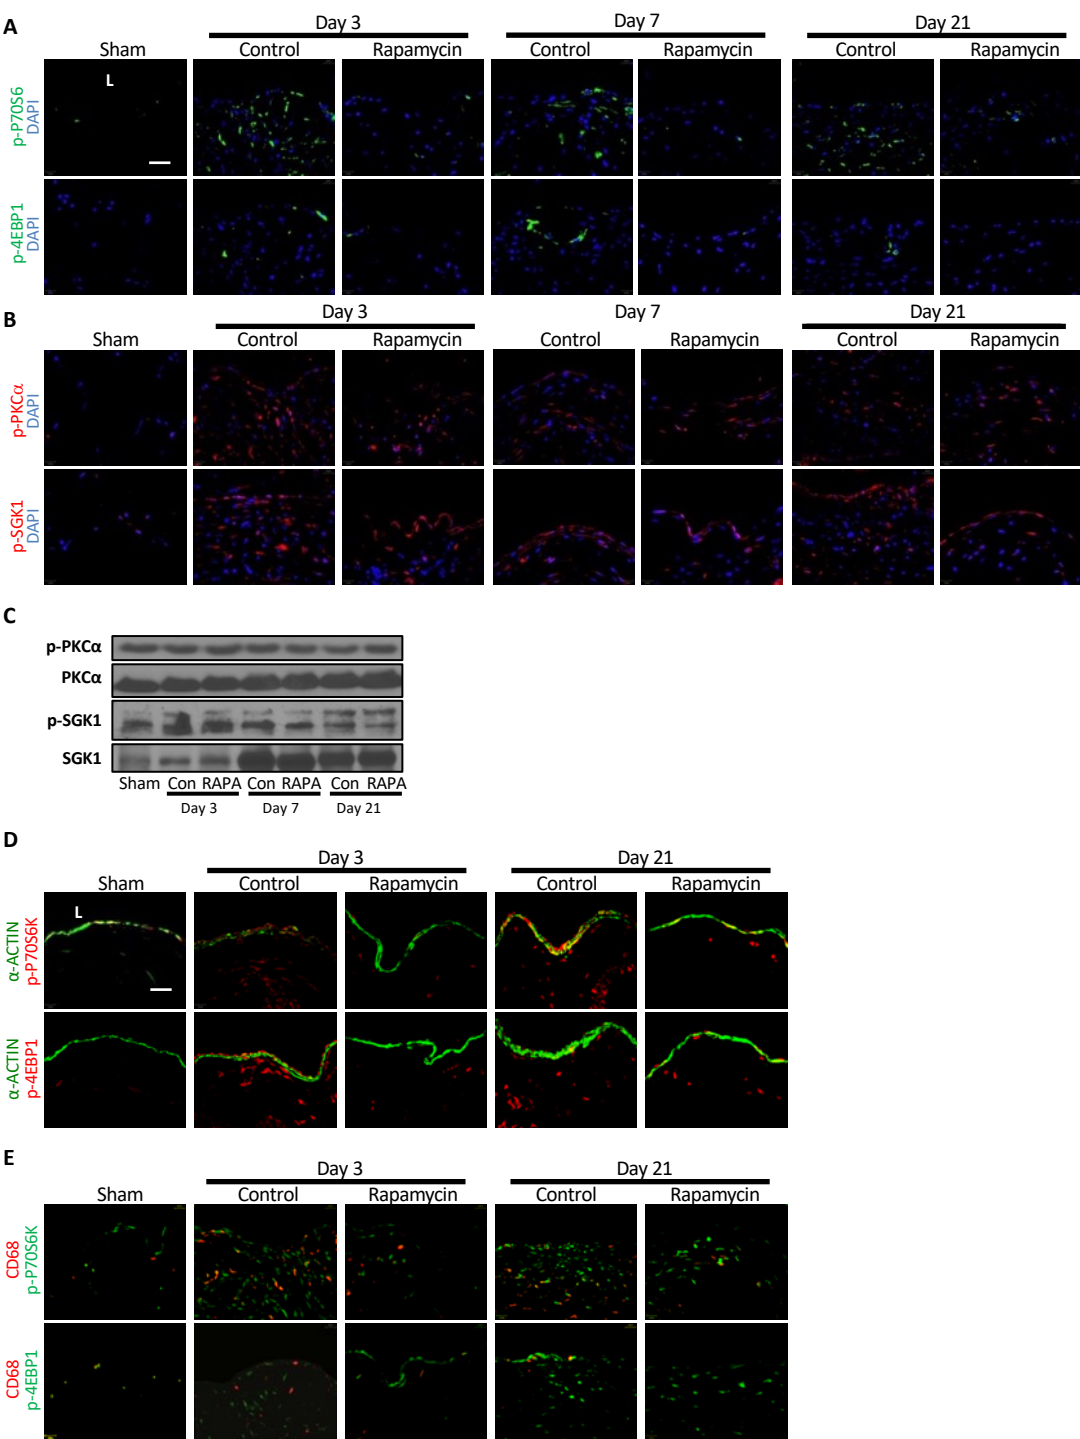 A
Day 3
Day 7
Day 21
Sham
Control
Rapamycin
Control
Rapamycin
Control
Rapamycin
L
p-P70S6
DAPI
p-4EBP1
DAPI
B
Day 3
Day 7
Day 21
Sham
Control
Rapamycin
Control
Rapamycin
Control
Rapamycin
p-PKCα
DAPI
p-SGK1
DAPI
C
p-PKCα
PKCα
p-SGK1
SGK1
Sham Con RAPA Con RAPA Con RAPA
Day 3 Day 7 Day 21
D
Day 3
Day 21
Sham
Control
Rapamycin
Control
Rapamycin
L
α-ACTIN
p-P70S6K
α-ACTIN
p-4EBP1
E
Day 3
Day 21
Sham
Control
Rapamycin
Control
Rapamycin
CD68
p-P70S6K
CD68
p-4EBP1